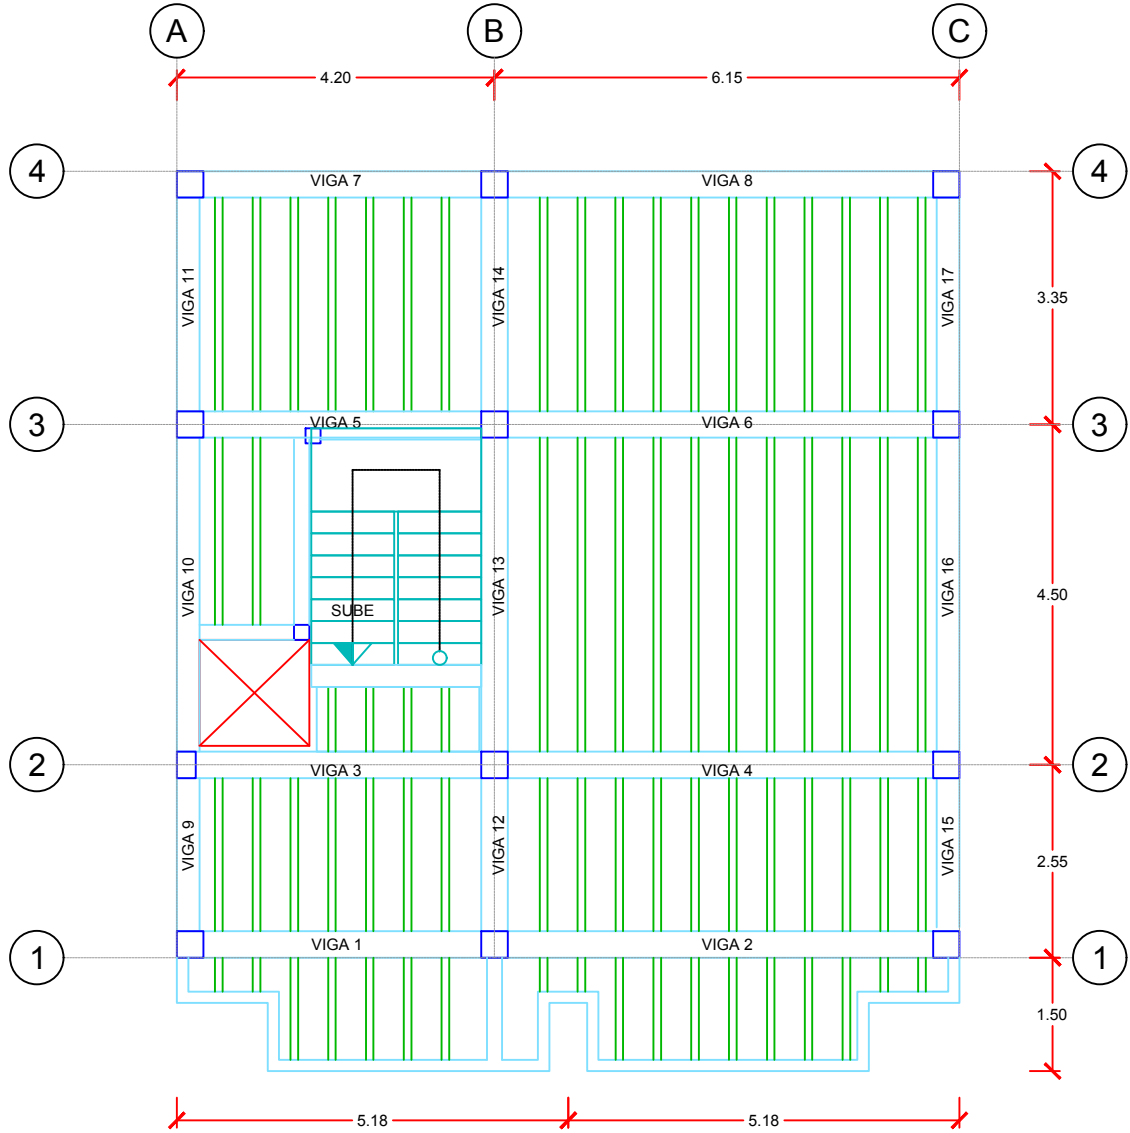 A
B
C
4.20
6.15
4
VIGA 7
VIGA 8
4
VIGA 11
VIGA 14
VIGA 17
3.35
3
VIGA 5
VIGA 6
3
VIGA 10
SUBE
VIGA 13
VIGA 16
4.50
2
VIGA 3
VIGA 4
2
VIGA 9
VIGA 12
VIGA 15
2.55
1
VIGA 1
VIGA 2
1
1.50
5.18
5.18